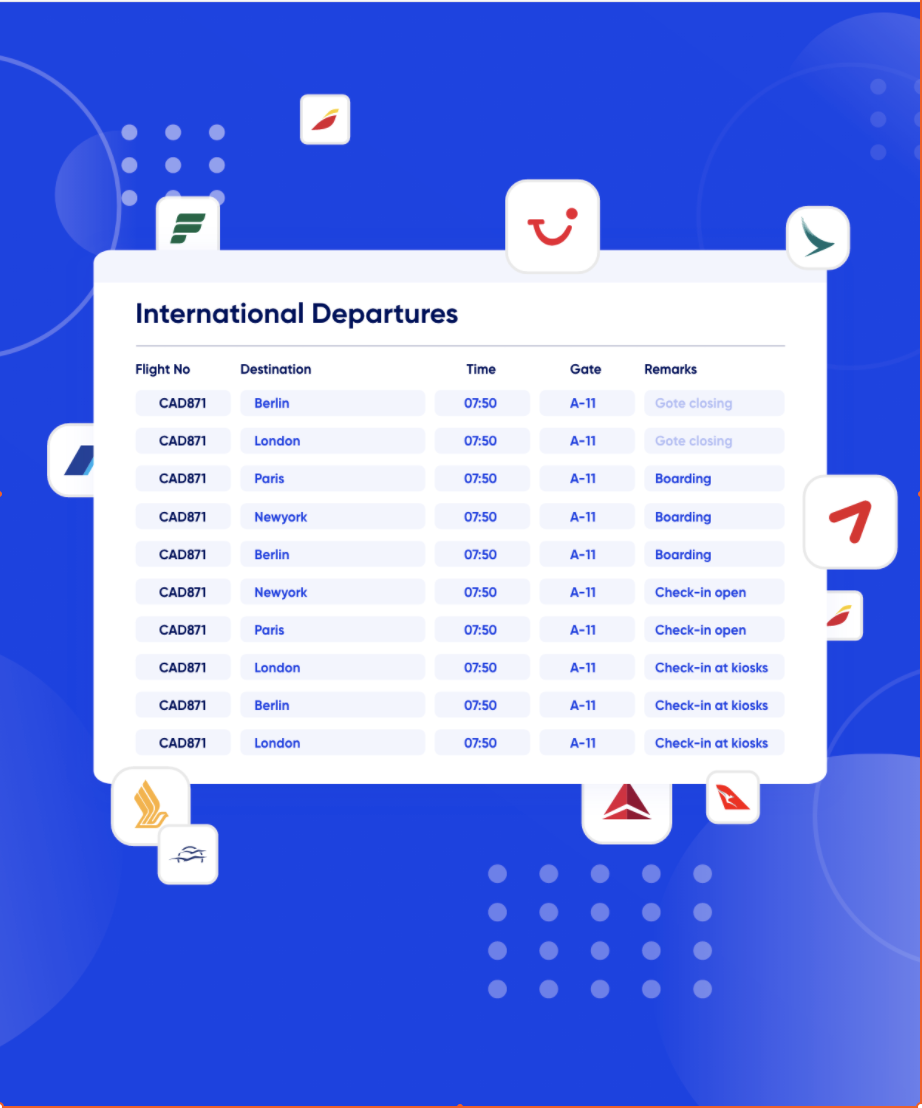 International Departures
Flight No Destination Time Gate Remarks
CAD871 Berlin 07:50 A-11 Gote closing
CAD871 London 07:50 A-11 Gote closing
CAD871 Paris 07:50 A-11 Boarding
CAD871 Newyork 07:50 A-11 Boarding
CAD871 Berlin 07:50 A-11 Boarding
CAD871 Newyork 07:50 A-11 Check-in open
CAD871 Paris 07:50 A-11 Check-in open
CAD871 London 07:50 A-11 Check-in at kiosks
CAD871 Berlin 07:50 A-11 Check-in at kiosks
CAD871 London 07:50 A-11 Check-in at kiosks